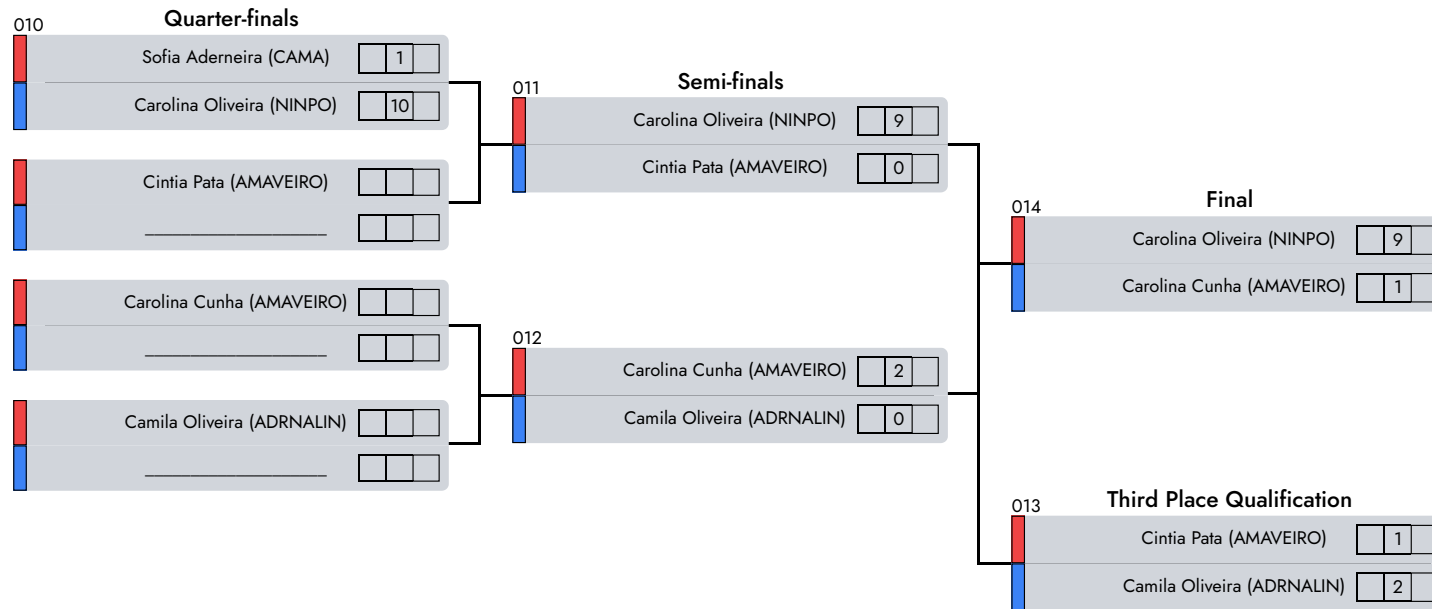 Quarter-finals
010
Sofia Aderneira (CAMA) 1
Carolina Oliveira (NINPO) 10
Cintia Pata (AMAVEIRO)
____________________
Carolina Cunha (AMAVEIRO)
____________________
Camila Oliveira (ADRNALIN)
____________________
Semi-finals
011
Carolina Oliveira (NINPO) 9
Cintia Pata (AMAVEIRO) 0
012
Carolina Cunha (AMAVEIRO) 2
Camila Oliveira (ADRNALIN) 0
Final
014
Carolina Oliveira (NINPO) 9
Carolina Cunha (AMAVEIRO) 1
Third Place Qualification
013
Cintia Pata (AMAVEIRO) 1
Camila Oliveira (ADRNALIN) 2